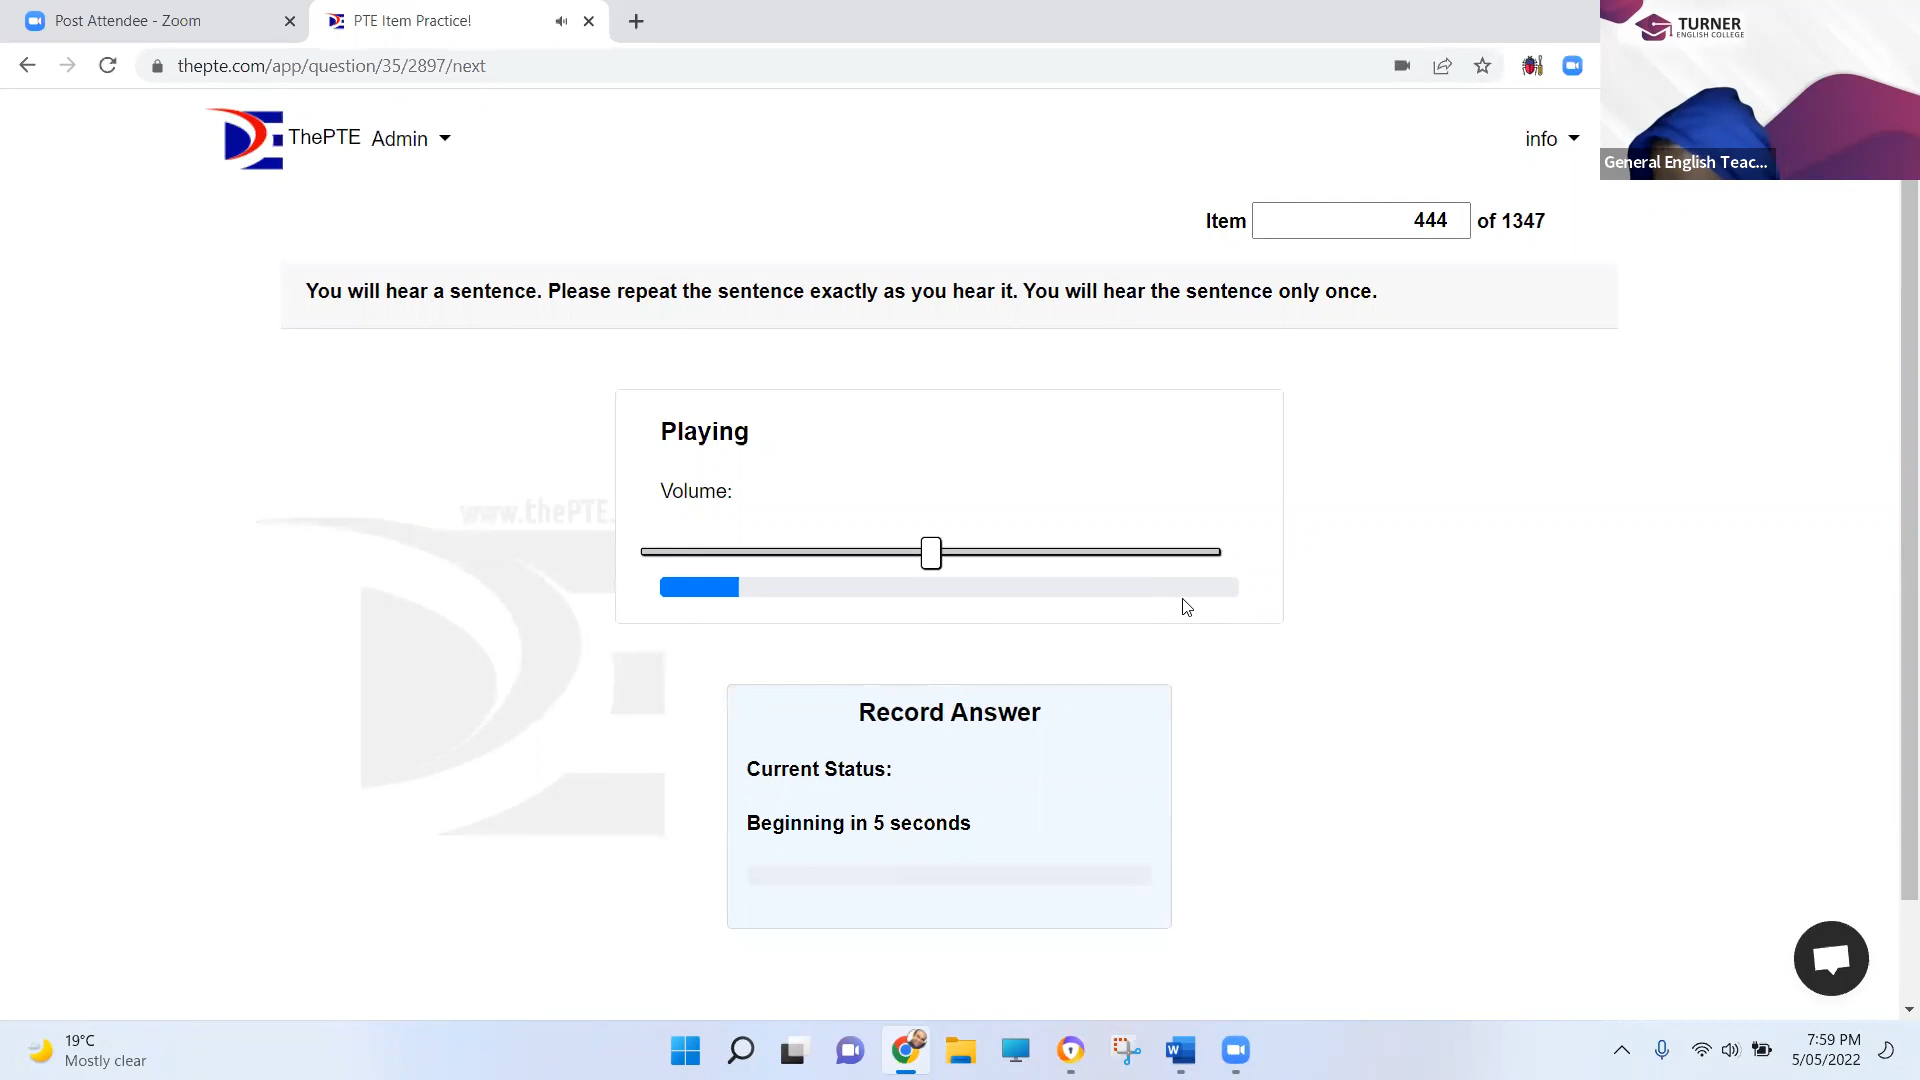 Post Attendee - Zoom
PTE Item Practice!
TURNER
ENGLISH COLLEGE
thepte.com/app/question/35/2897/next
ThePTE Admin
info
General English Teac...
Item 444 of 1347
You will hear a sentence. Please repeat the sentence exactly as you hear it. You will hear the sentence only once.
Playing
Volume:
www.thePTE.
Record Answer
Current Status:
Beginning in 5 seconds
19°C
Mostly clear
W
7:59 PM
5/05/2022